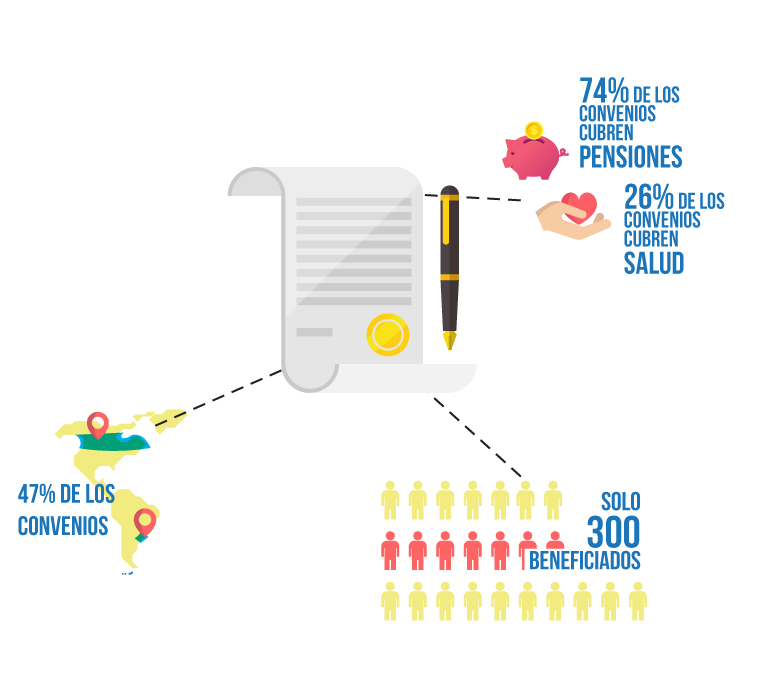 74% DE LOS
CONVENIOS
CUBREN
PENSIONES
26% DE LOS
CONVENIOS
CUBREN
SALUD
47% DE LOS
CONVENIOS
SOLO
300
BENEFICIADOS